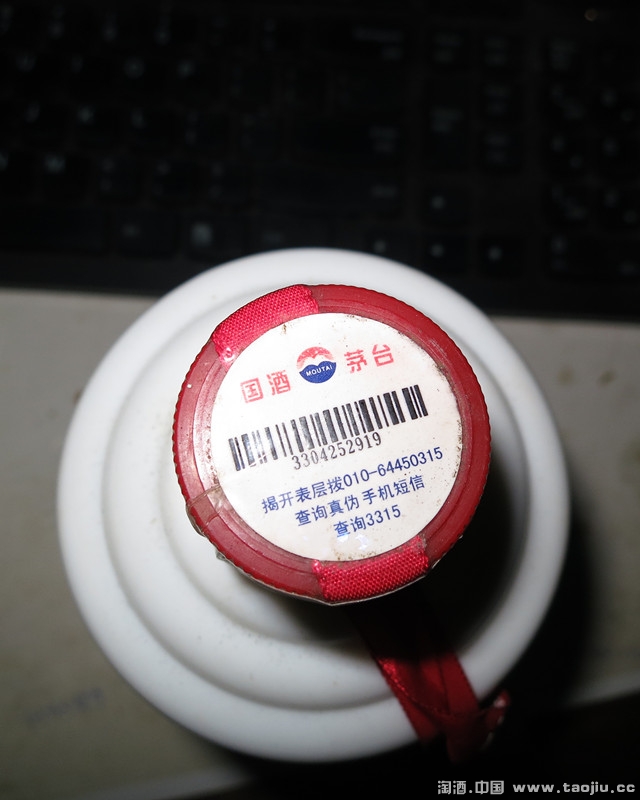 国酒 MOUTAI 茅台
3304252919
揭开表层拨010-64450315
查询真伪 手机短信
查询3315
淘酒.中国 www.taojiu.cc